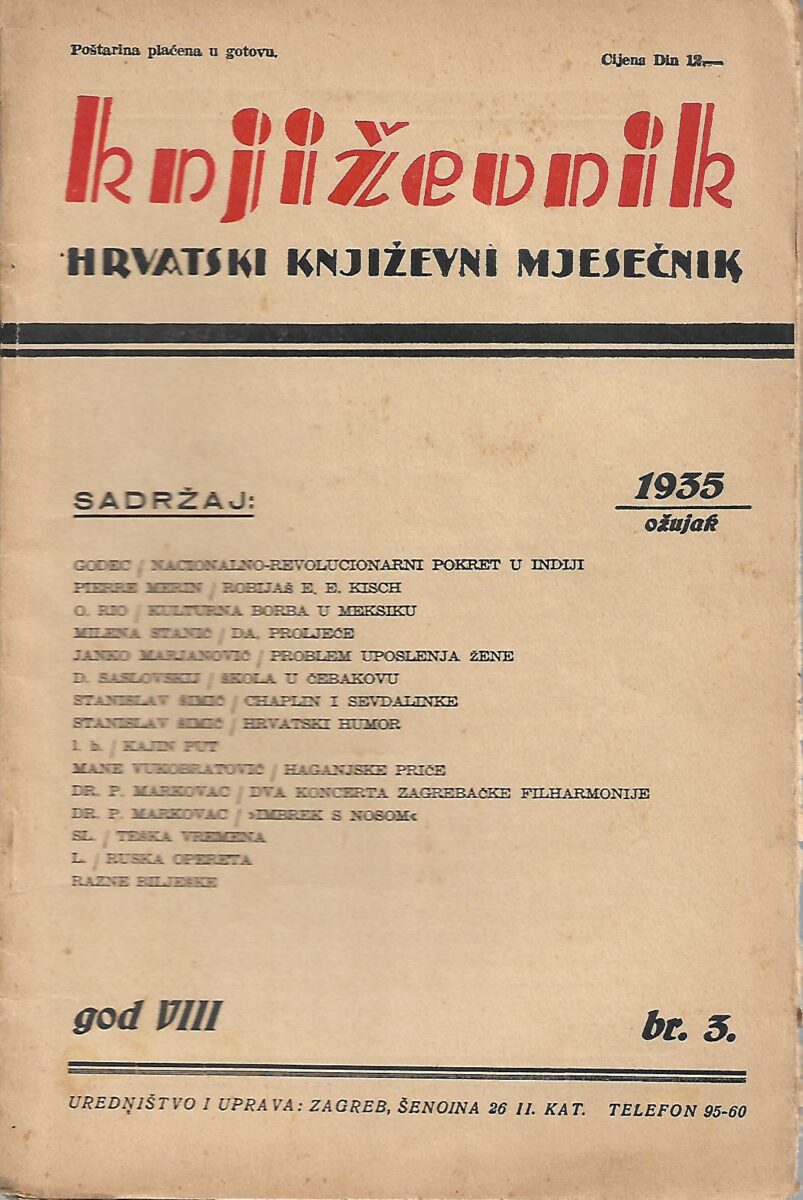 Poštarina plaćena u gotovu.
Cijena Din 12.—
književnik
HRVATSKI KNJIŽEVNI MJESEČNIK
1935
ožujak
SADRŽAJ:
GODEC / NACIONALNO-REVOLUCIONARNI POKRET U INDIJI
PIERRE MERIN / ROBIJAŠ E. E. KISCH
O. RIO / KULTURNA BORBA U MEKSIKU
MILENA STANIĆ / DA, PROLJEĆE
JANKO MARJANOVIĆ / PROBLEM UPOSLENJA ŽENE
D. SASLOVSKIJ / ŠKOLA U ČEBAKOVU
STANISLAV ŠIMIĆ / CHAPLIN I SEVDALINKE
STANISLAV ŠIMIĆ / HRVATSKI HUMOR
l. b. / KAJIN PUT
MANE VUKOBRATOVIĆ / HAGANJSKE PRIČE
DR. P. MARKOVAC / DVA KONCERTA ZAGREBAČKE FILHARMONIJE
DR. P. MARKOVAC / »IMBREK S NOSOM«
SL. / TEŠKA VREMENA
L. / RUSKA OPERETA
RAZNE BILJEŠKE
god VIII
br. 3.
UREDNIŠTVO I UPRAVA: ZAGREB, ŠENOINA 26 II. KAT. TELEFON 95-60